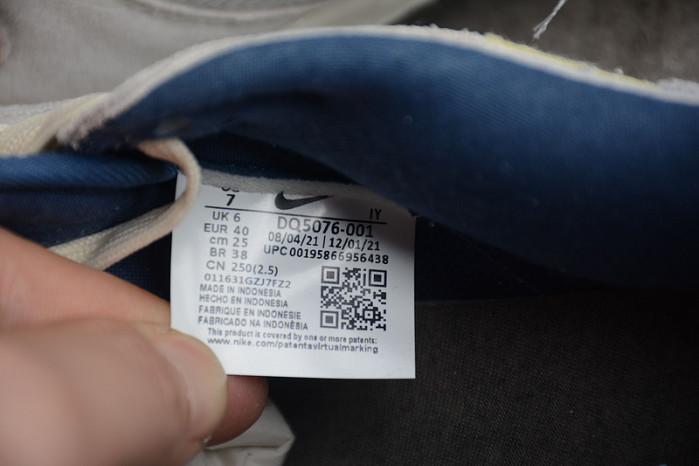 US
7
IY
UK 6
DQ5076-001
EUR 40
08/04/21 | 12/01/21
cm 25
UPC 00195866956438
BR 38
CN 250(2.5)
011631GZJ7FZ2
MADE IN INDONESIA
HECHO EN INDONESIA
FABRIQUE EN INDONESIE
FABRICADO NA INDONÉSIA
This product is covered by one or more patents:
www.nike.com/patentsvirtualmarking